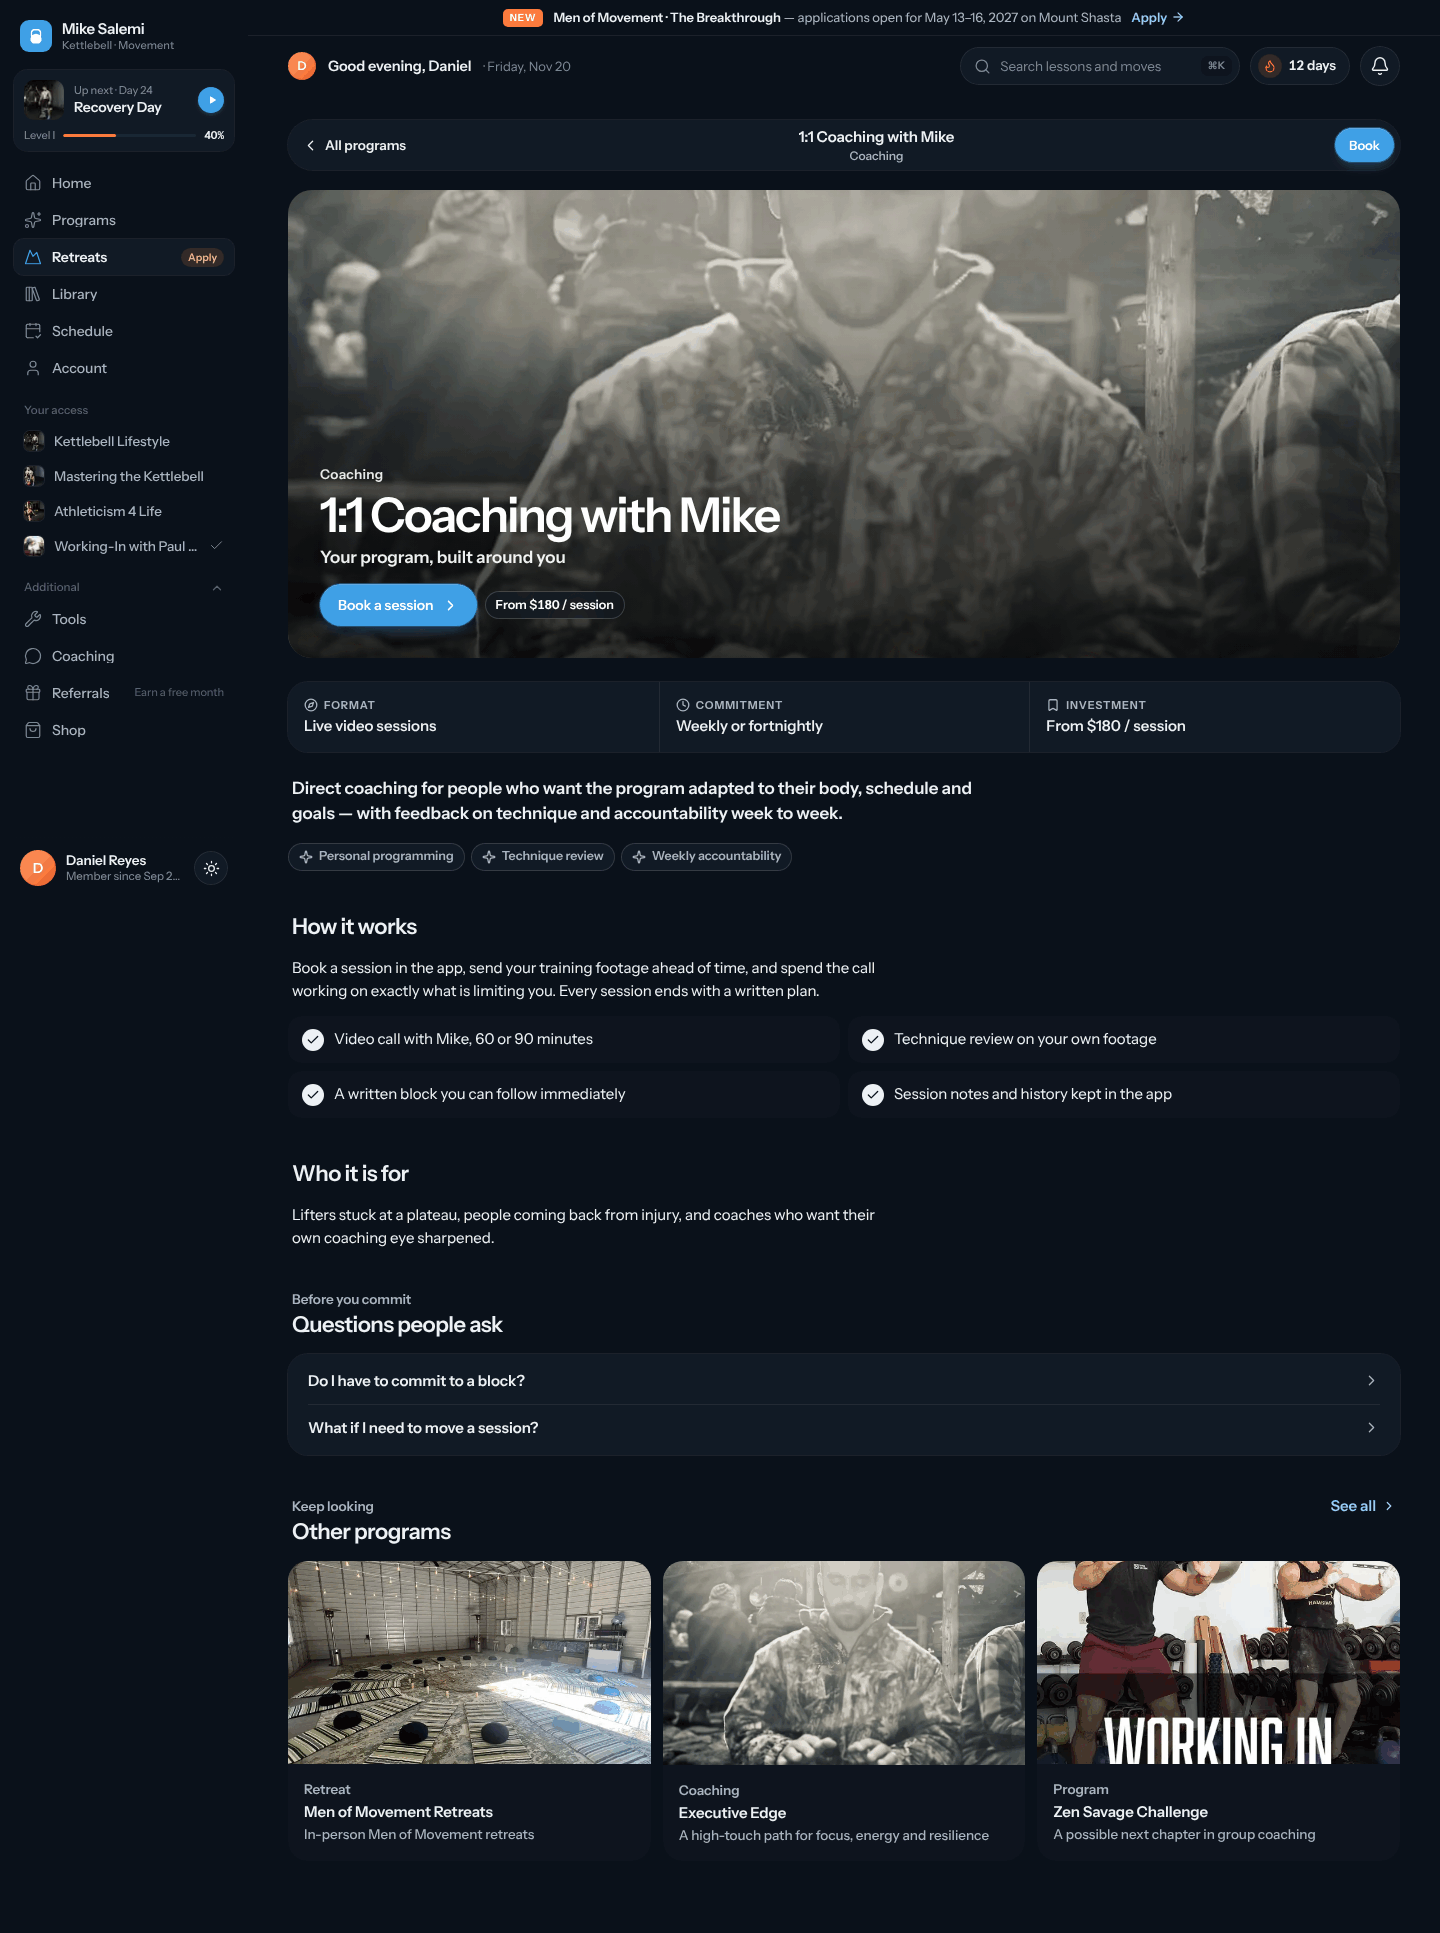 Mike Salemi
Kettlebell · Movement
Up next · Day 24
Recovery Day
Level I
40%
Home
Programs
Retreats
Apply
Library
Schedule
Account
Your access
Kettlebell Lifestyle
Mastering the Kettlebell
Athleticism 4 Life
Working-In with Paul ...
Additional
Tools
Coaching
Referrals
Earn a free month
Shop
Daniel Reyes
Member since Sep 2...
NEW Men of Movement · The Breakthrough — applications open for May 13–16, 2027 on Mount Shasta Apply →
D Good evening, Daniel · Friday, Nov 20
Search lessons and moves ⌘K
12 days
All programs
1:1 Coaching with Mike
Coaching
Book
Coaching
1:1 Coaching with Mike
Your program, built around you
Book a session
From $180 / session
FORMAT
Live video sessions
COMMITMENT
Weekly or fortnightly
INVESTMENT
From $180 / session
Direct coaching for people who want the program adapted to their body, schedule and
goals — with feedback on technique and accountability week to week.
Personal programming
Technique review
Weekly accountability
How it works
Book a session in the app, send your training footage ahead of time, and spend the call
working on exactly what is limiting you. Every session ends with a written plan.
Video call with Mike, 60 or 90 minutes
Technique review on your own footage
A written block you can follow immediately
Session notes and history kept in the app
Who it is for
Lifters stuck at a plateau, people coming back from injury, and coaches who want their
own coaching eye sharpened.
Before you commit
Questions people ask
Do I have to commit to a block?
What if I need to move a session?
Keep looking
Other programs
See all
WORKING IN
Retreat
Men of Movement Retreats
In-person Men of Movement retreats
Coaching
Executive Edge
A high-touch path for focus, energy and resilience
Program
Zen Savage Challenge
A possible next chapter in group coaching